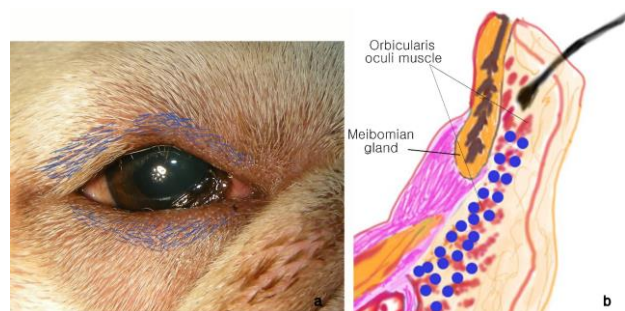 Orbicularis
oculi muscle
Meibomian
gland
a
b